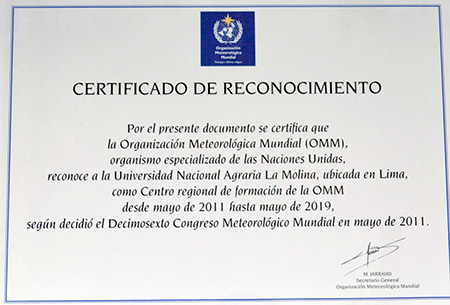 Organización
Meteorológica
Mundial
Tiempo • Clima • Agua
CERTIFICADO DE RECONOCIMIENTO
Por el presente documento se certifica que
la Organización Meteorológica Mundial (OMM),
organismo especializado de las Naciones Unidas,
reconoce a la Universidad Nacional Agraria La Molina, ubicada en Lima,
como Centro regional de formación de la OMM
desde mayo de 2011 hasta mayo de 2019,
según decidió el Decimosexto Congreso Meteorológico Mundial en mayo de 2011.
M. JARRAUD
Secretario General
Organización Meteorológica Mundial